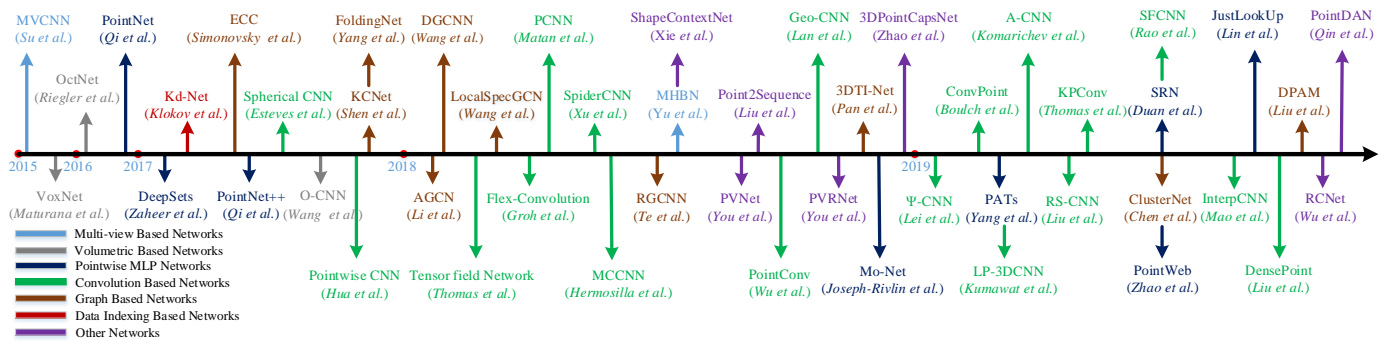 MVCNN
(Su et al.)
PointNet
(Qi et al.)
ECC
(Simonovsky et al.)
FoldingNet
(Yang et al.)
DGCNN
(Wang et al.)
PCNN
(Matan et al.)
ShapeContextNet
(Xie et al.)
Geo-CNN
(Lan et al.)
3DPointCapsNet
(Zhao et al.)
A-CNN
(Komarichev et al.)
SFCNN
(Rao et al.)
JustLookUp
(Lin et al.)
PointDAN
(Qin et al.)
OctNet
(Riegler et al.)
Kd-Net
(Klokov et al.)
Spherical CNN
(Esteves et al.)
KCNet
(Shen et al.)
LocalSpecGCN
(Wang et al.)
SpiderCNN
(Xu et al.)
MHBN
(Yu et al.)
Point2Sequence
(Liu et al.)
3DTI-Net
(Pan et al.)
ConvPoint
(Boulch et al.)
KPConv
(Thomas et al.)
SRN
(Duan et al.)
DPAM
(Liu et al.)
2015
2016
2017
2018
2019
VoxNet
(Maturana et al.)
DeepSets
(Zaheer et al.)
PointNet++
(Qi et al.)
O-CNN
(Wang et al.)
AGCN
(Li et al.)
Flex-Convolution
(Groh et al.)
RGCNN
(Te et al.)
PVNet
(You et al.)
PVRNet
(You et al.)
Ψ-CNN
(Lei et al.)
PATs
(Yang et al.)
RS-CNN
(Liu et al.)
ClusterNet
(Chen et al.)
InterpCNN
(Mao et al.)
RCNet
(Wu et al.)
Pointwise CNN
(Hua et al.)
Tensor field Network
(Thomas et al.)
MCCNN
(Hermosilla et al.)
PointConv
(Wu et al.)
Mo-Net
(Joseph-Rivlin et al.)
LP-3DCNN
(Kumawat et al.)
PointWeb
(Zhao et al.)
DensePoint
(Liu et al.)
Multi-view Based Networks
Volumetric Based Networks
Pointwise MLP Networks
Convolution Based Networks
Graph Based Networks
Data Indexing Based Networks
Other Networks